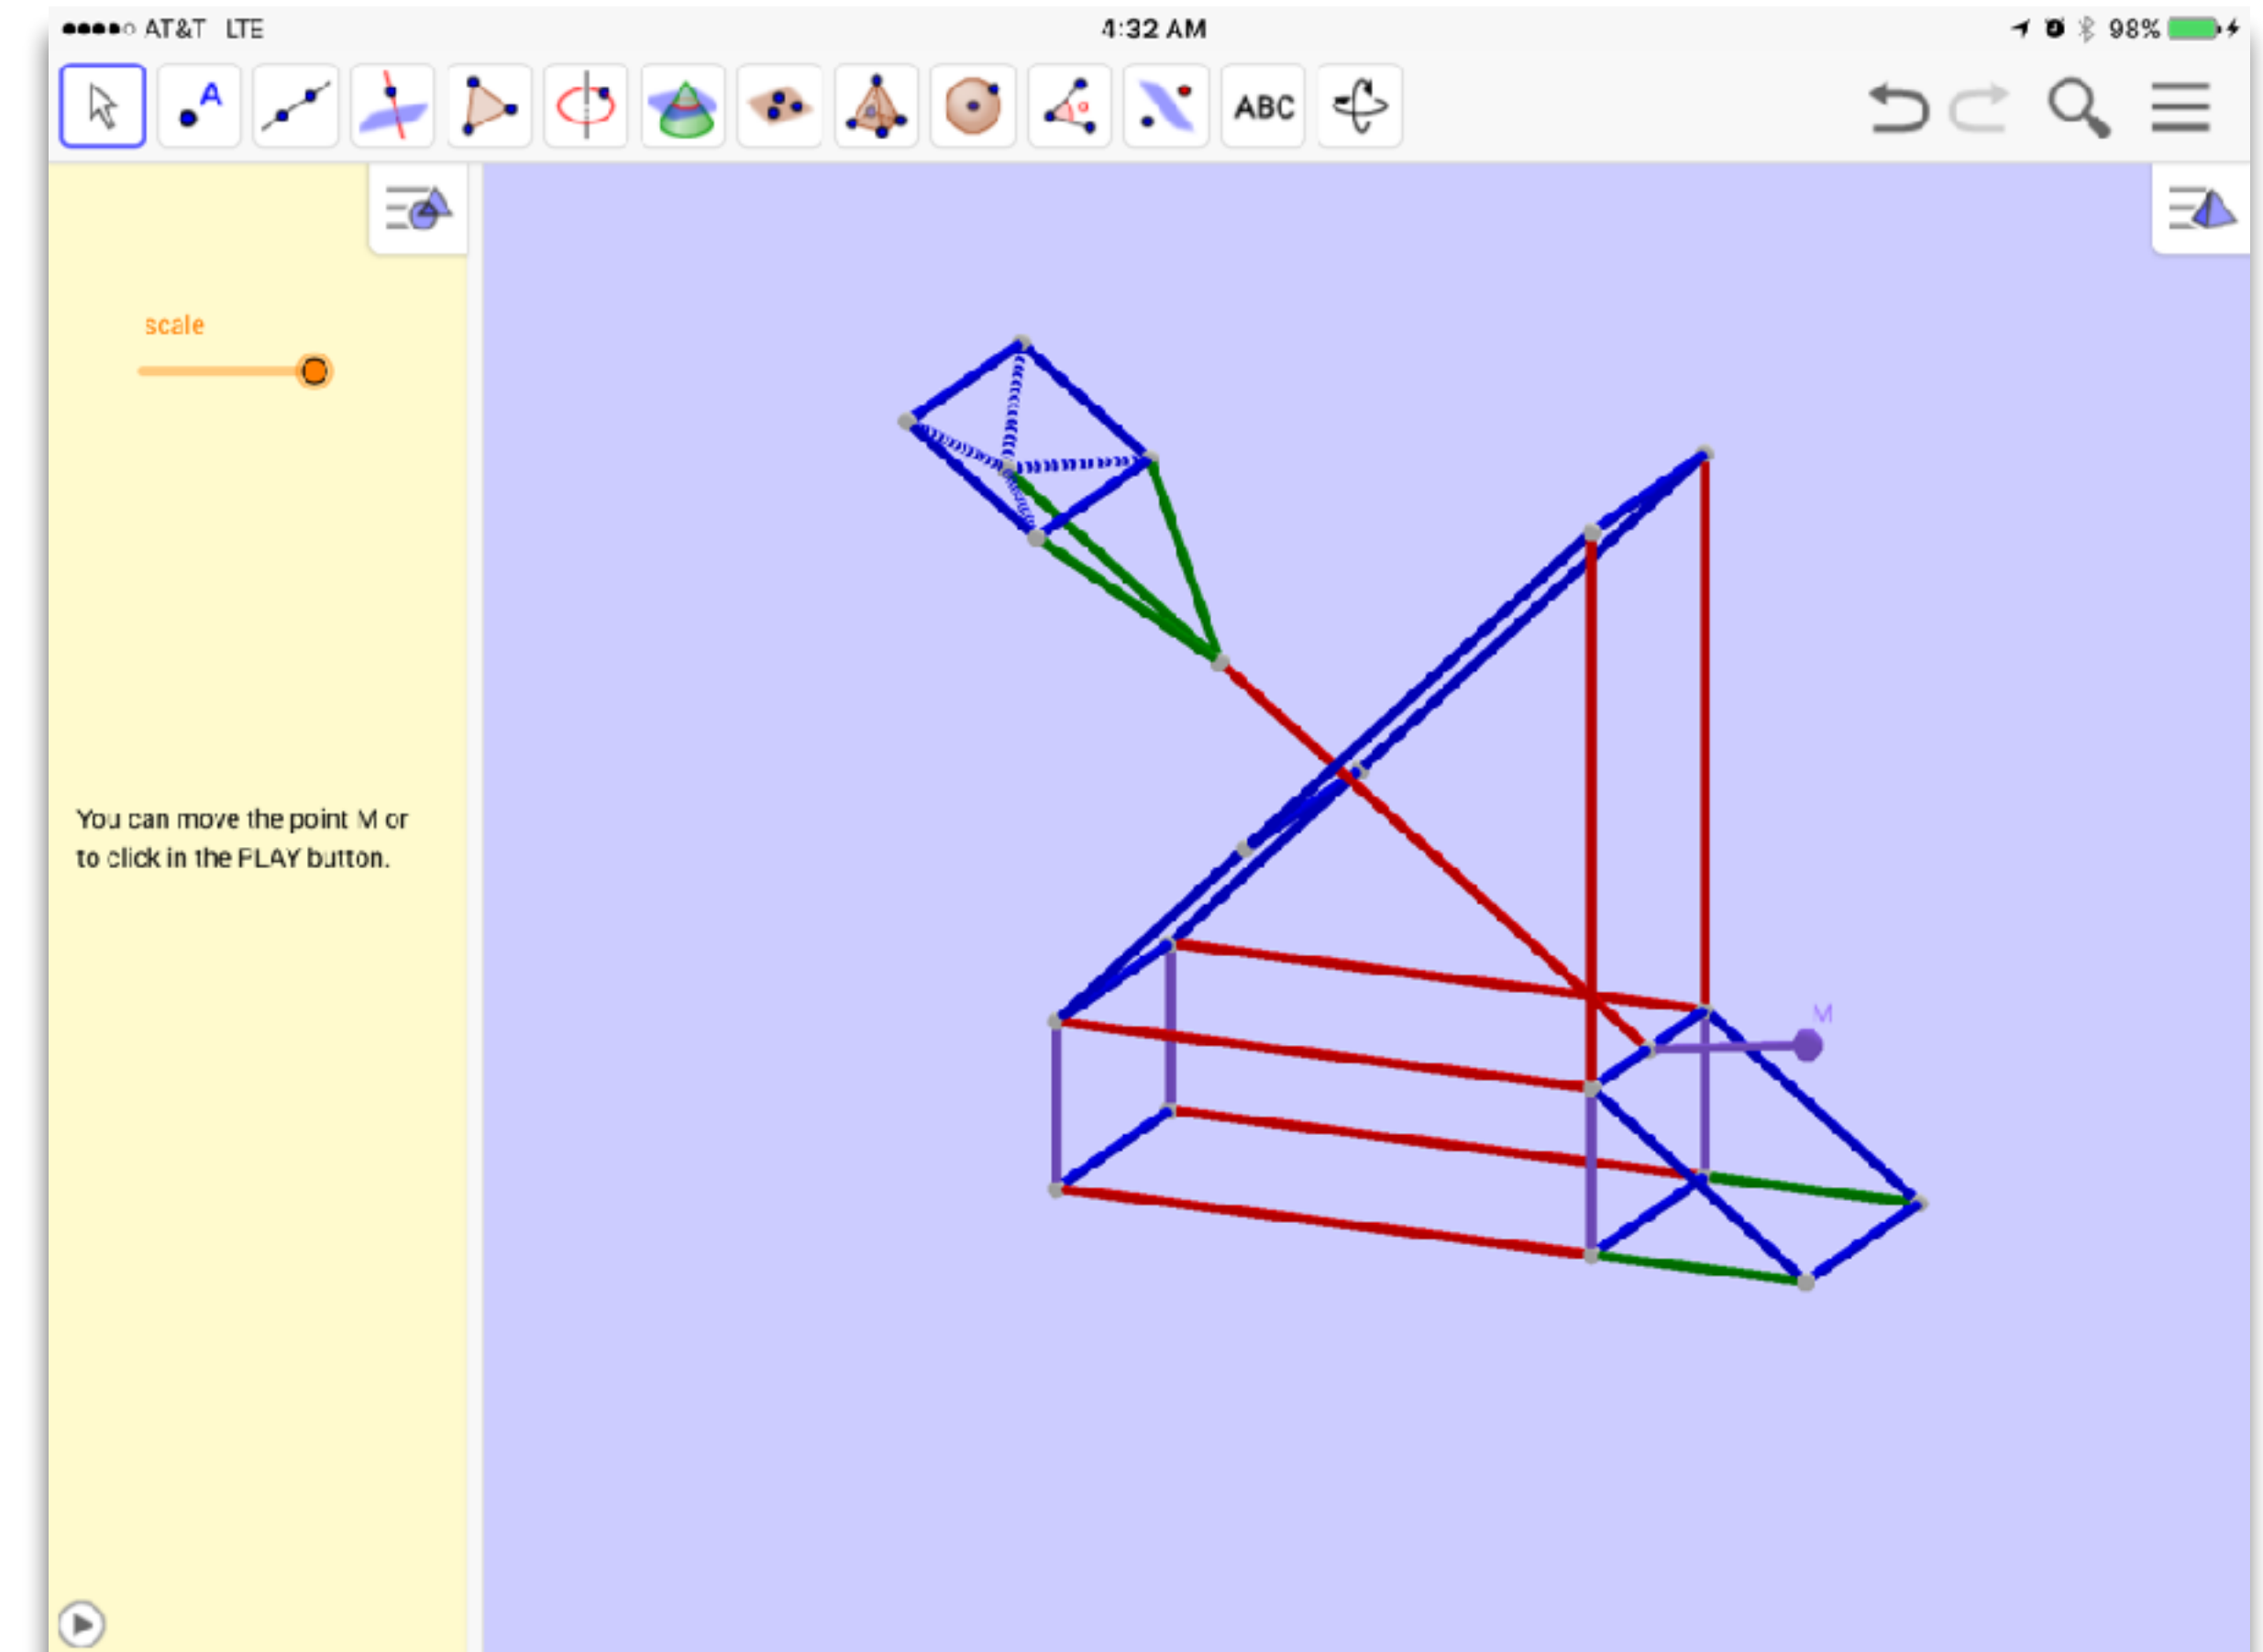 AT&T LTE 4:32 AM 98%
A α ABC
scale
You can move the point M or
to click in the PLAY button.
M